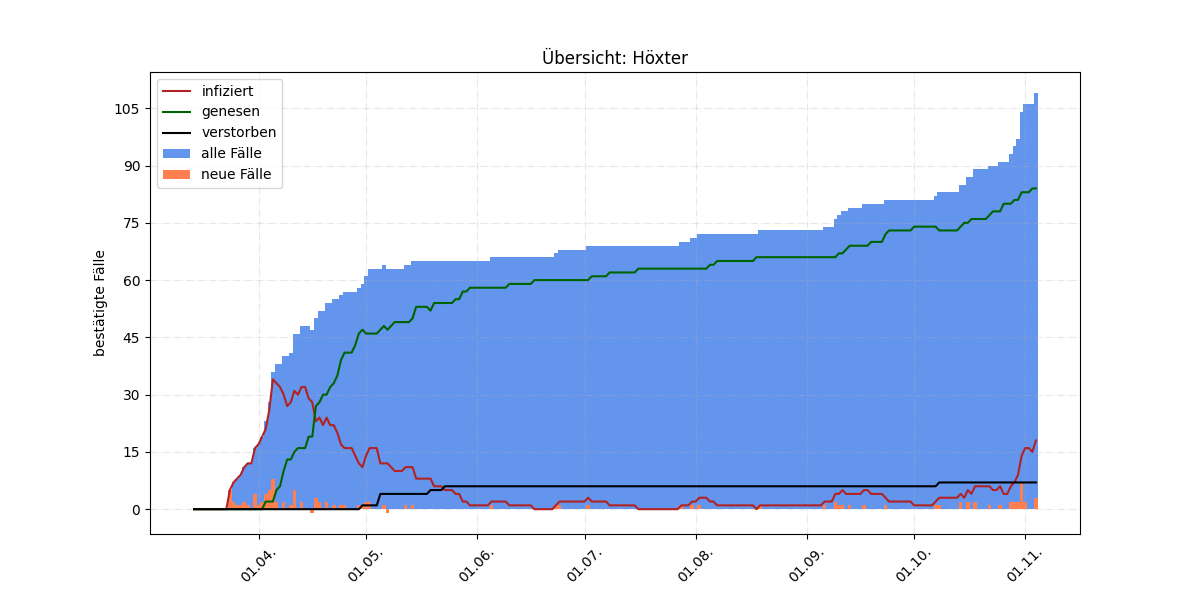 Übersicht: Höxter
infiziert
genesen
verstorben
alle Fälle
neue Fälle
bestätigte Fälle
105
90
75
60
45
30
15
0
01.04.
01.05.
01.06.
01.07.
01.08.
01.09.
01.10.
01.11.